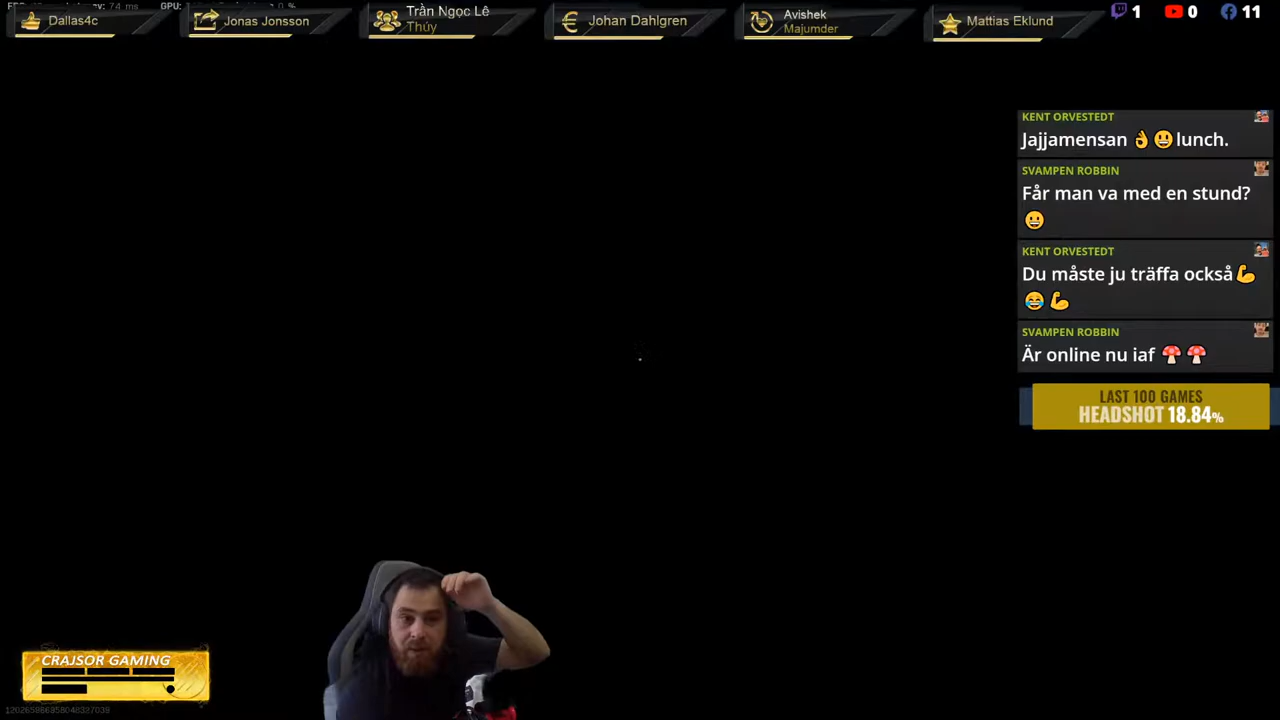 Dallas4c
Jonas Jonsson
Trần Ngọc Lê
Thúy
Johan Dahlgren
Avishek
Majumder
Mattias Eklund
1
0
11
KENT ORVESTEDT
Jajjamensan 👌😀lunch.
SVAMPEN ROBBIN
Får man va med en stund?
😀
KENT ORVESTEDT
Du måste ju träffa också💪
😂💪
SVAMPEN ROBBIN
Är online nu iaf 🍄🍄
LAST 100 GAMES
HEADSHOT 18.84%
CRAJSOR GAMING